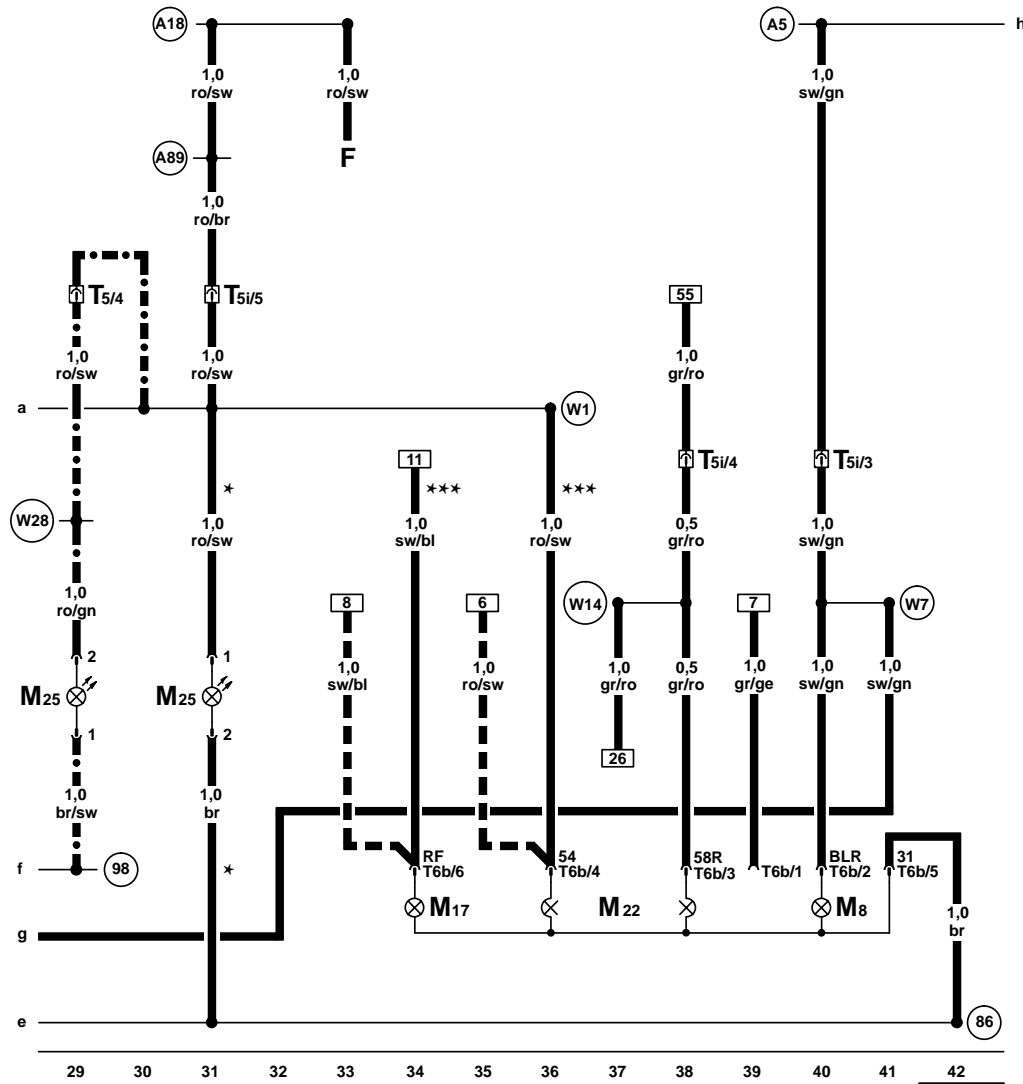 A18
A5
h
1,0
ro/sw
1,0
ro/sw
1,0
sw/gn
A89
F
1,0
ro/br
T5/4
T5i/5
55
1,0
ro/sw
1,0
ro/sw
1,0
gr/ro
a
W1
11
T5i/4
T5i/3
★
★★★
★★★
W28
1,0
ro/sw
1,0
sw/bl
1,0
ro/sw
0,5
gr/ro
1,0
sw/gn
1,0
ro/gn
8
6
W14
7
W7
2
1
1,0
sw/bl
1,0
ro/sw
1,0
gr/ro
0,5
gr/ro
1,0
gr/ge
1,0
sw/gn
1,0
sw/gn
M25
M25
1
2
26
1,0
br/sw
1,0
br
f
98
★
RF
T6b/6
54
T6b/4
58R
T6b/3
T6b/1
BLR
T6b/2
31
T6b/5
M17
M22
M8
1,0
br
g
e
86
29 30 31 32 33 34 35 36 37 38 39 40 41 42